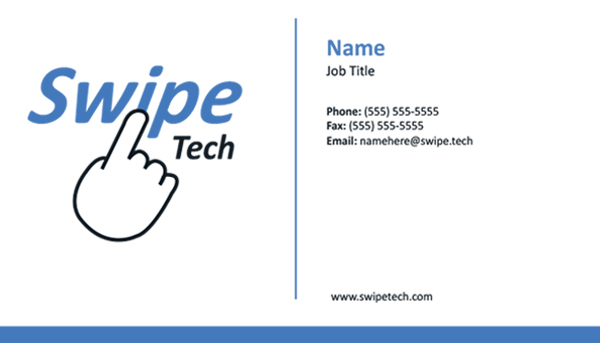 Swipe
Tech
Name
Job Title
Phone: (555) 555-5555
Fax: (555) 555-5555
Email: namehere@swipe.tech
www.swipetech.com